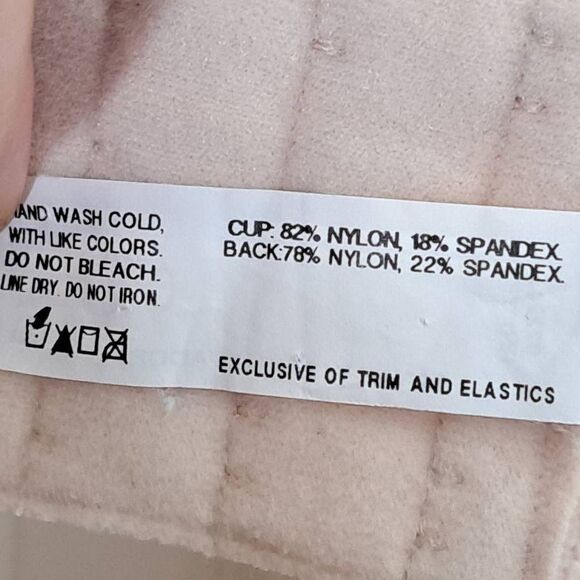 AND WASH COLD,
WITH LIKE COLORS.
DO NOT BLEACH.
LINE DRY. DO NOT IRON.
CUP: 82% NYLON, 18% SPANDEX.
BACK:78% NYLON, 22% SPANDEX.
EXCLUSIVE OF TRIM AND ELASTICS